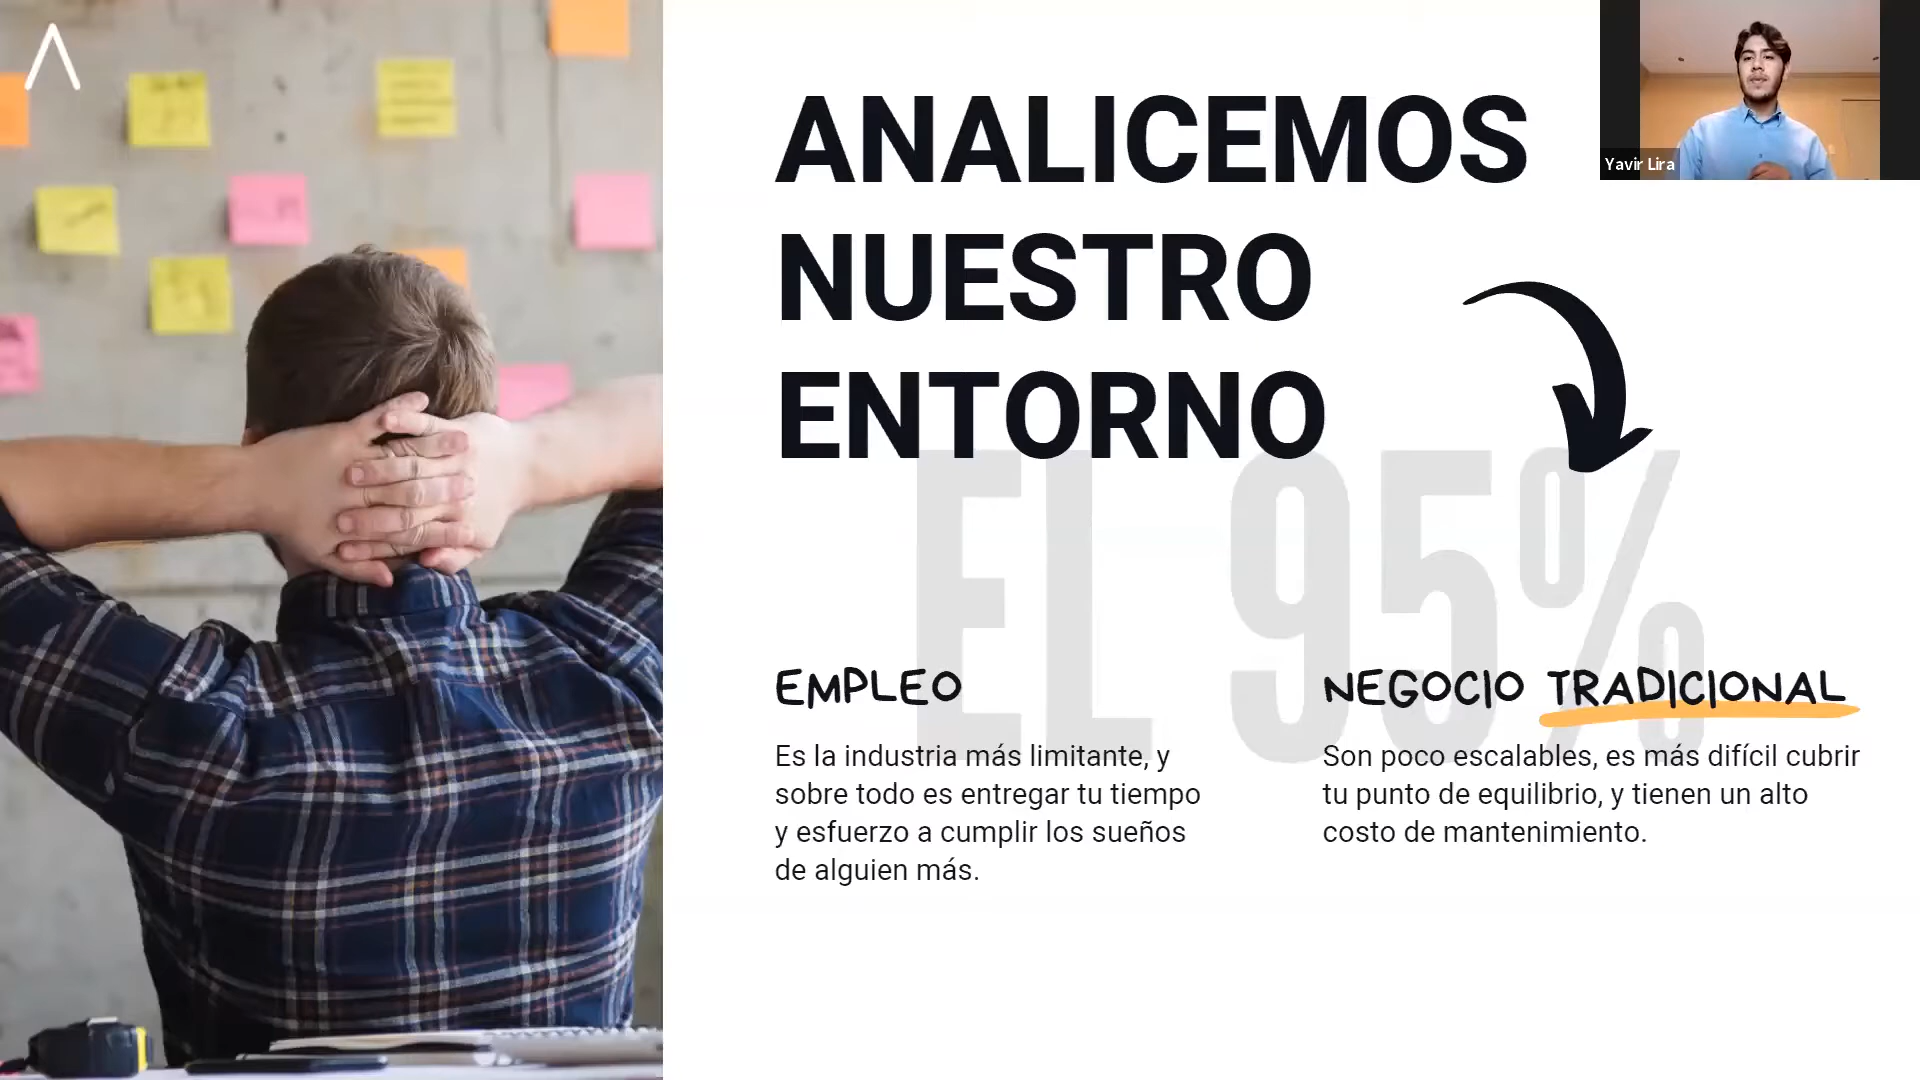 ANALICEMOS
NUESTRO
ENTORNO
Yavir Lira
EL 95%
EMPLEO
Es la industria más limitante, y
sobre todo es entregar tu tiempo
y esfuerzo a cumplir los sueños
de alguien más.
NEGOCIO TRADICIONAL
Son poco escalables, es más difícil cubrir
tu punto de equilibrio, y tienen un alto
costo de mantenimiento.